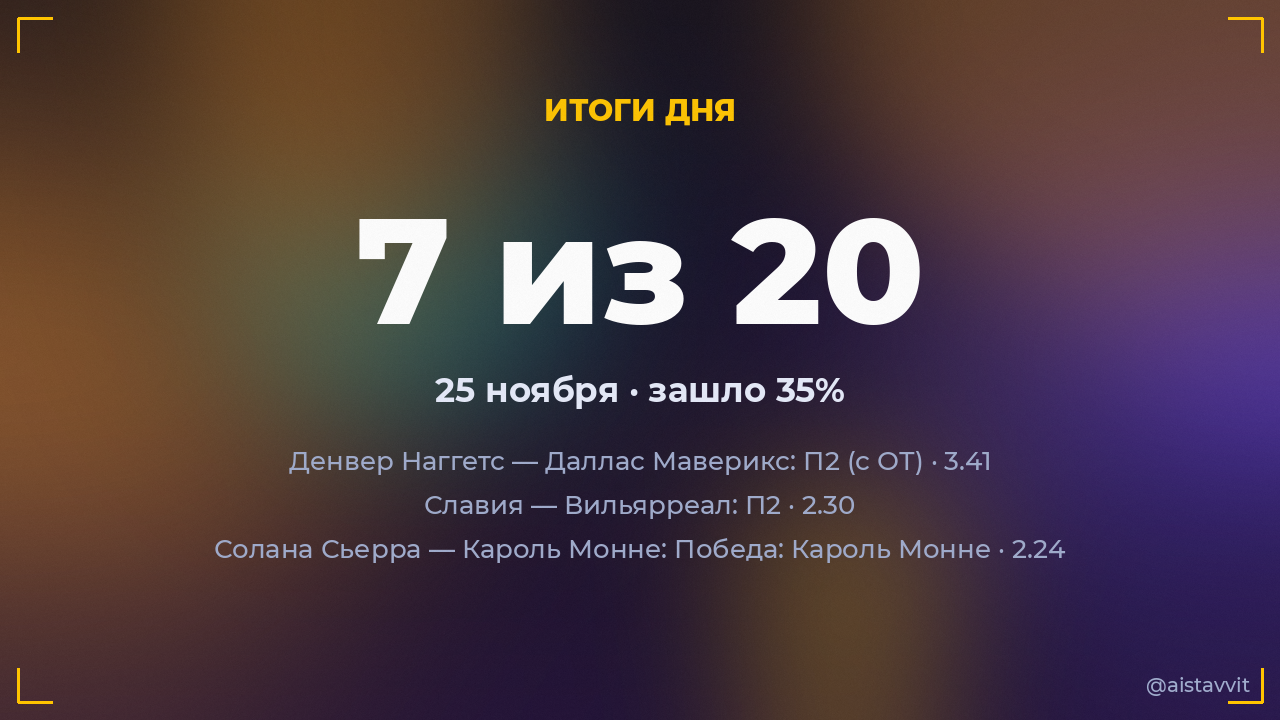 ИТОГИ ДНЯ
7 из 20
25 ноября · зашло 35%
Денвер Наггетс — Даллас Маверикс: П2 (с ОТ) · 3.41
Славия — Вильярреал: П2 · 2.30
Солана Сьерра — Кароль Монне: Победа: Кароль Монне · 2.24
@aistavvit